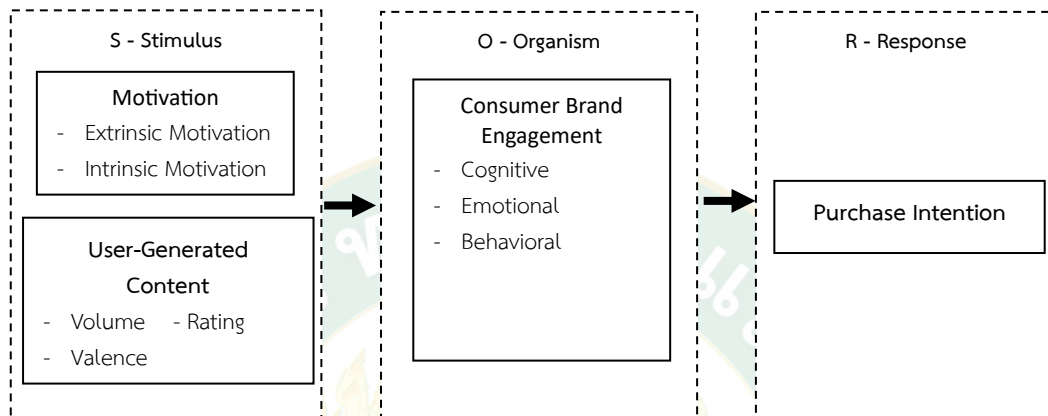 S - Stimulus
Motivation
- Extrinsic Motivation
- Intrinsic Motivation
User-Generated
Content
- Volume - Rating
- Valence
O - Organism
Consumer Brand
Engagement
- Cognitive
- Emotional
- Behavioral
R - Response
Purchase Intention